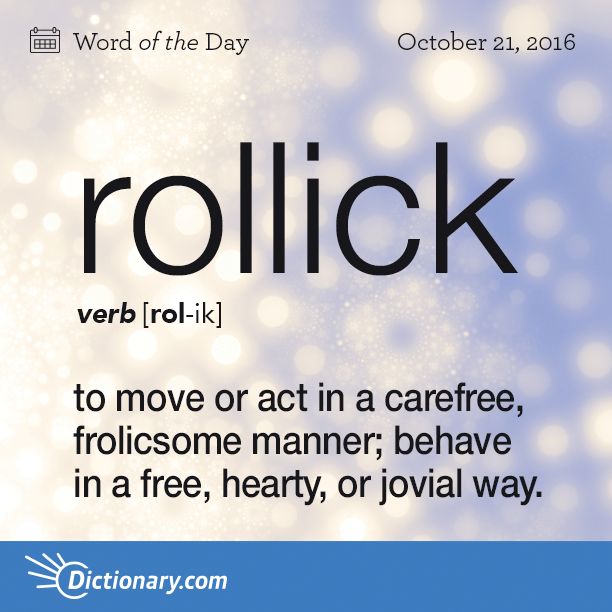 Word of the Day
October 21, 2016
rollick
verb [rol-ik]
to move or act in a carefree,
frolicsome manner; behave
in a free, hearty, or jovial way.
Dictionary.com